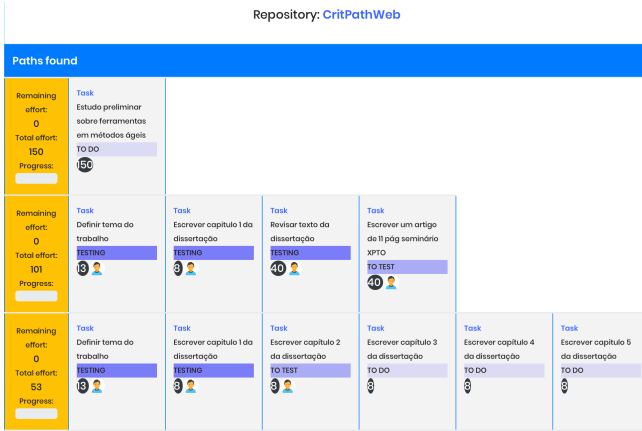 Repository: CritPathWeb
Paths found
Remaining
effort:
0
Total effort:
150
Progress:
Task
Estudo preliminar
sobre ferramentas
em métodos ágeis
TO DO
150
Remaining
effort:
0
Total effort:
101
Progress:
Task
Definir tema do
trabalho
TESTING
13
Task
Escrever capitulo 1 da
dissertação
TESTING
8
Task
Revisar texto da
dissertação
TESTING
40
Task
Escrever um artigo
de 11 pág seminário
XPTO
TO TEST
40
Remaining
effort:
0
Total effort:
53
Progress:
Task
Definir tema do
trabalho
TESTING
13
Task
Escrever capitulo 1 da
dissertação
TESTING
8
Task
Escrever capítulo 2
da dissertação
TO TEST
8
Task
Escrever capítulo 3
da dissertação
TO DO
8
Task
Escrever capítulo 4
da dissertação
TO DO
8
Task
Escrever capítulo 5
da dissertação
TO DO
8